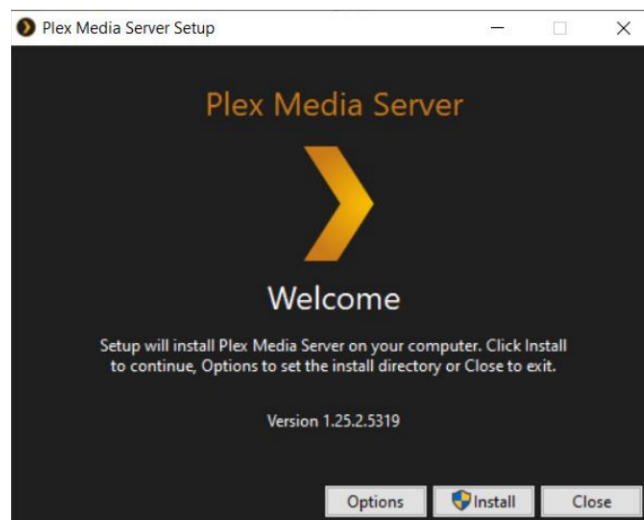 Plex Media Server Setup
Plex Media Server
Welcome
Setup will install Plex Media Server on your computer. Click Install
to continue, Options to set the install directory or Close to exit.
Version 1.25.2.5319
Options
Install
Close